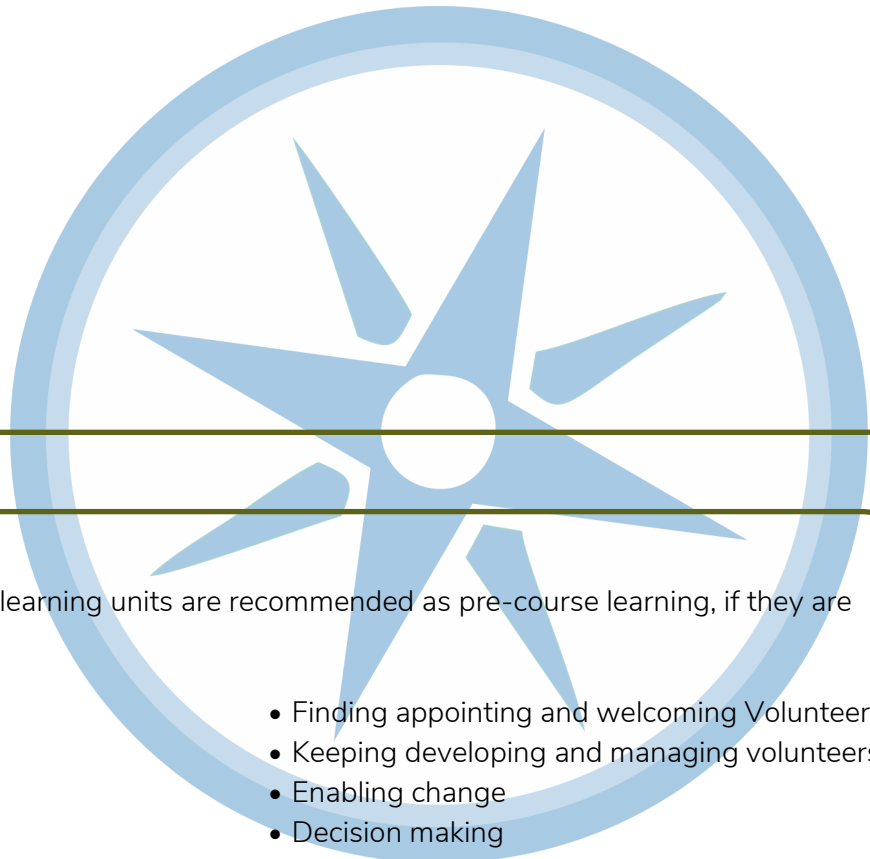 learning units are recommended as pre-course learning, if they are
• Finding appointing and welcoming Volunteer
• Keeping developing and managing volunteers
• Enabling change
• Decision making